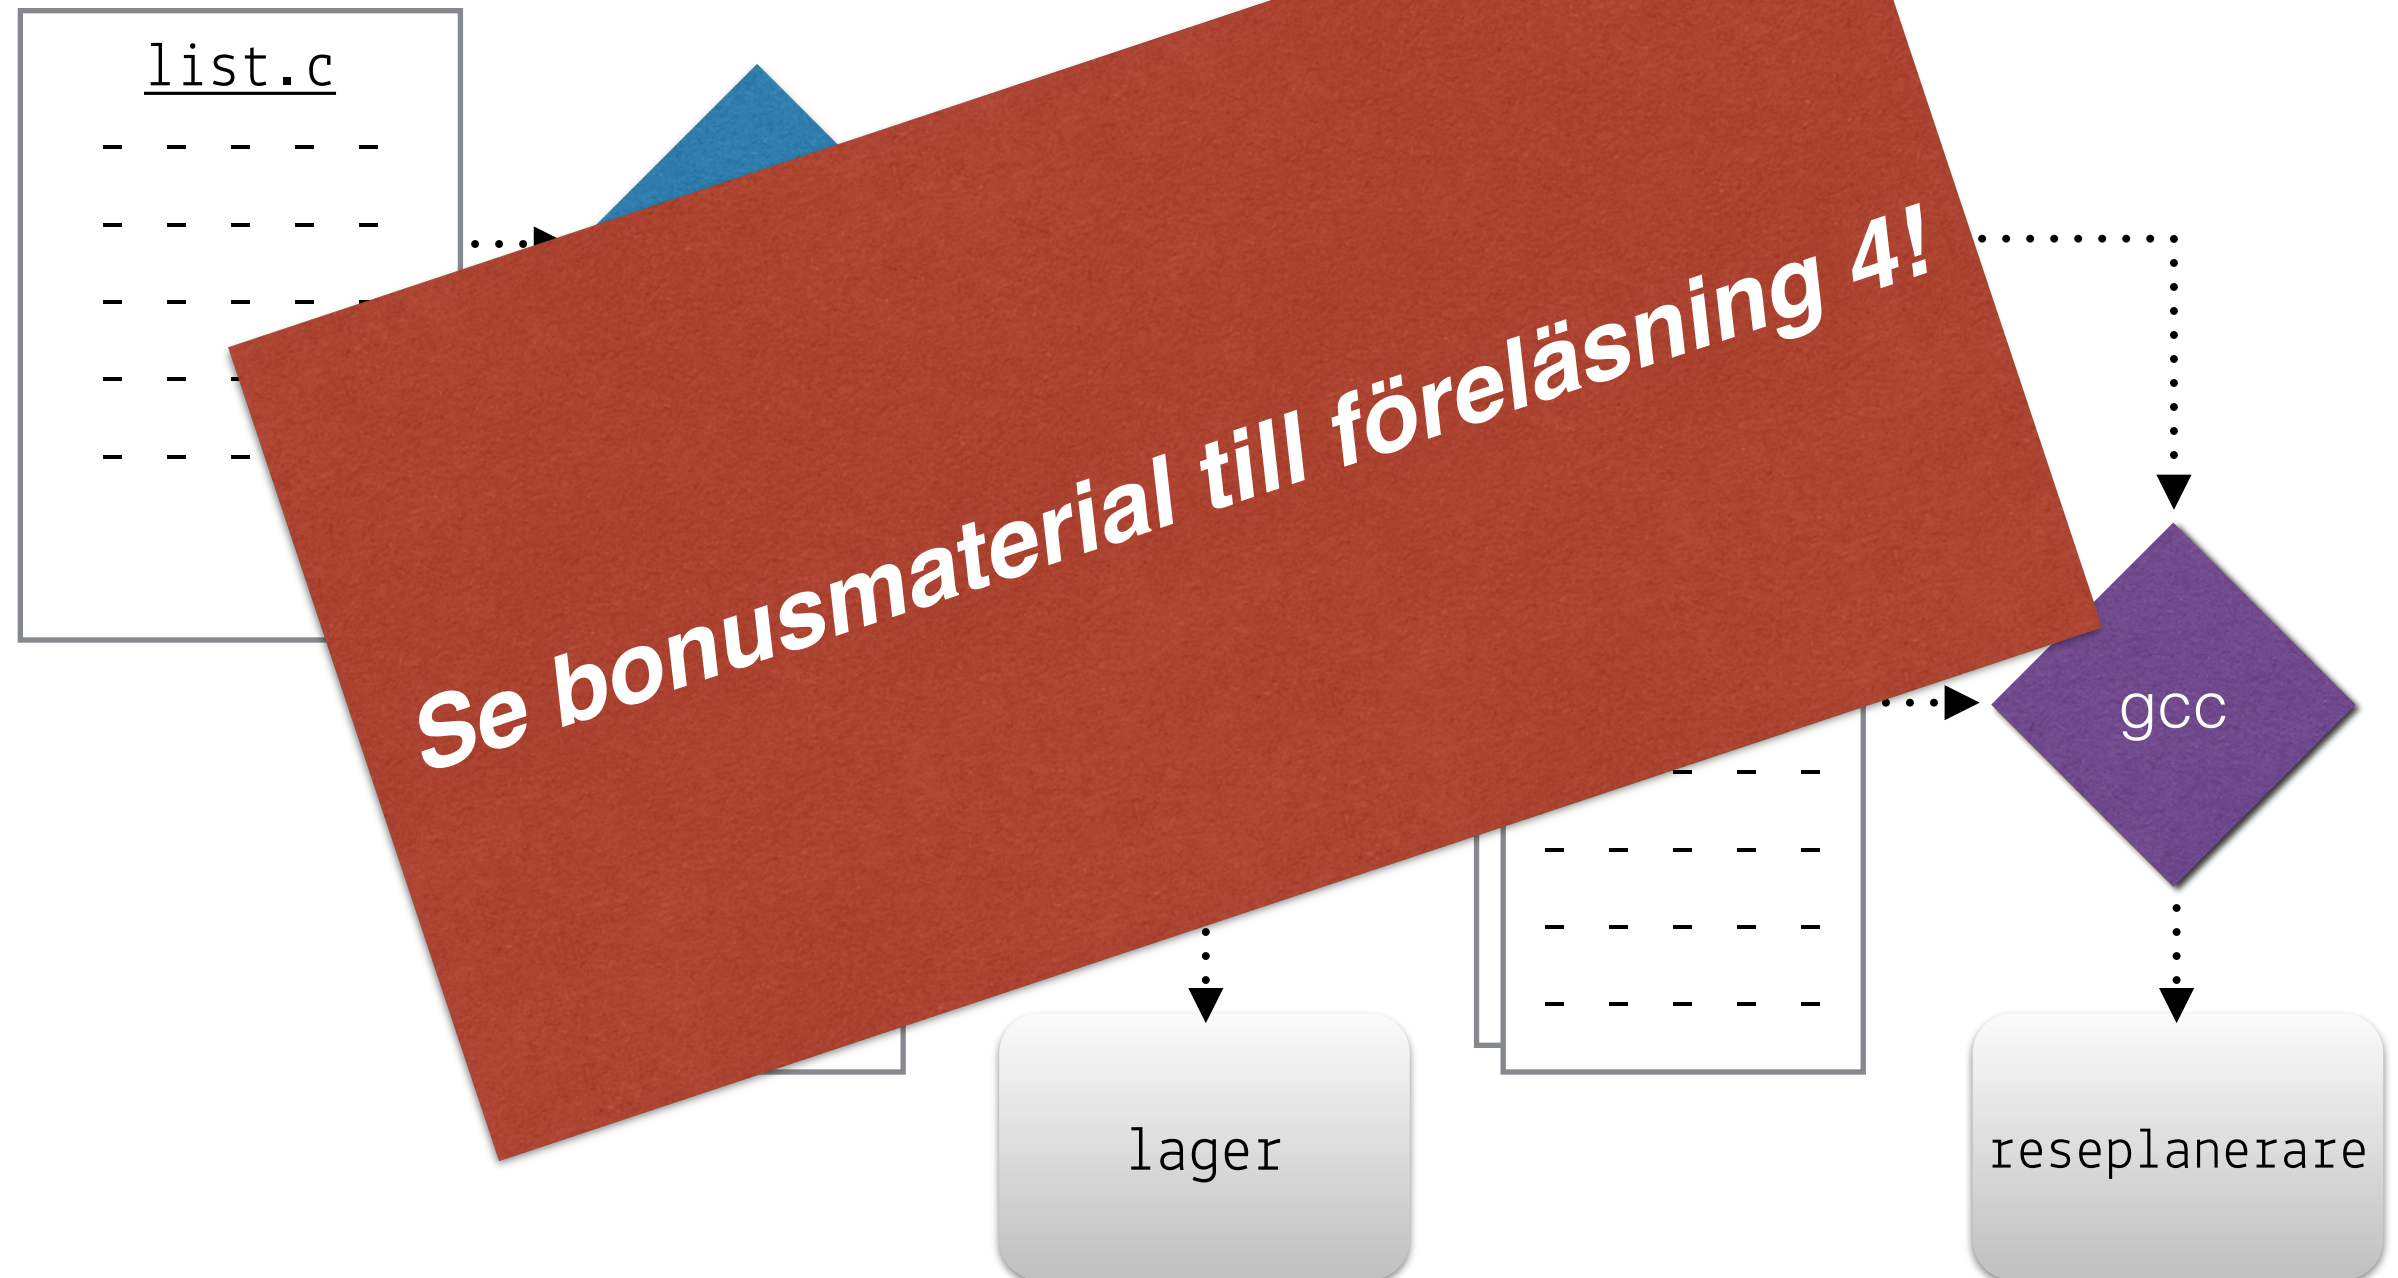 list.c
Se bonusmaterial till föreläsning 4!
gcc
lager
reseplanerare